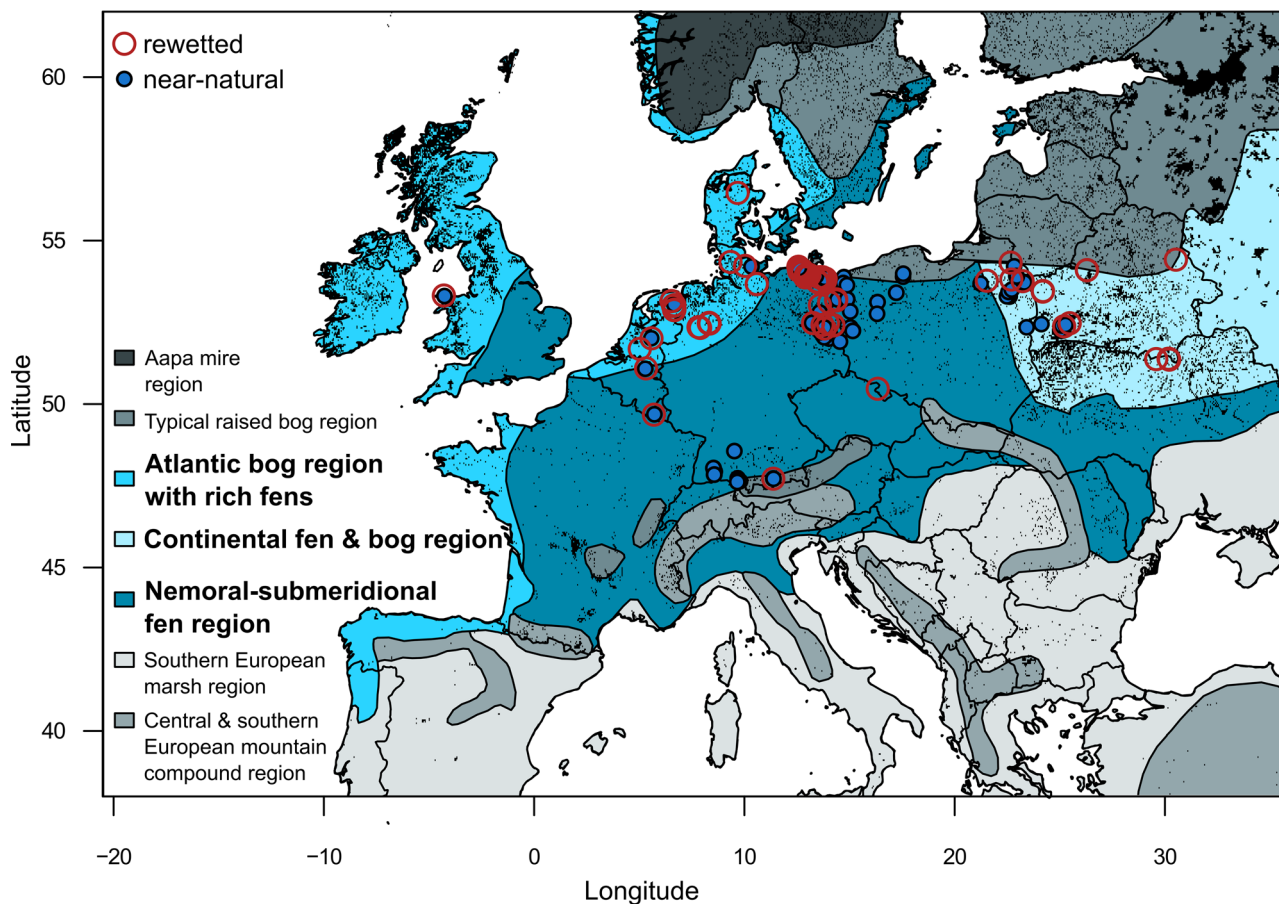 rewetted
near-natural
60
55
50
45
40
Latitude
Aapa mire
region
Typical raised bog region
Atlantic bog region
with rich fens
Continental fen & bog region
Nemoral-submeridional
fen region
Southern European
marsh region
Central & southern
European mountain
compound region
−20
−10
0
10
20
30
Longitude